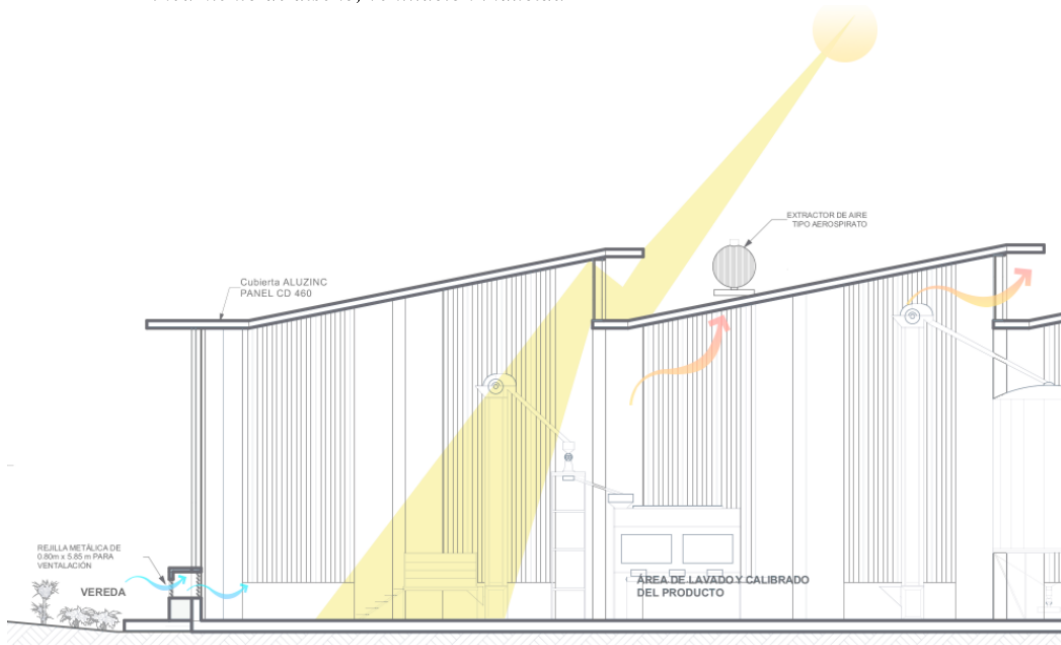 EXTRACTOR DE AIRE
TIPO AEROSPIRATO
Cubierta ALUZINC
PANEL CD 460
REJILLA METÁLICA DE
0.80m x 5.85 m PARA
VENTALACIÓN
VEREDA
ÁREA DE LAVADO Y CALIBRADO
DEL PRODUCTO